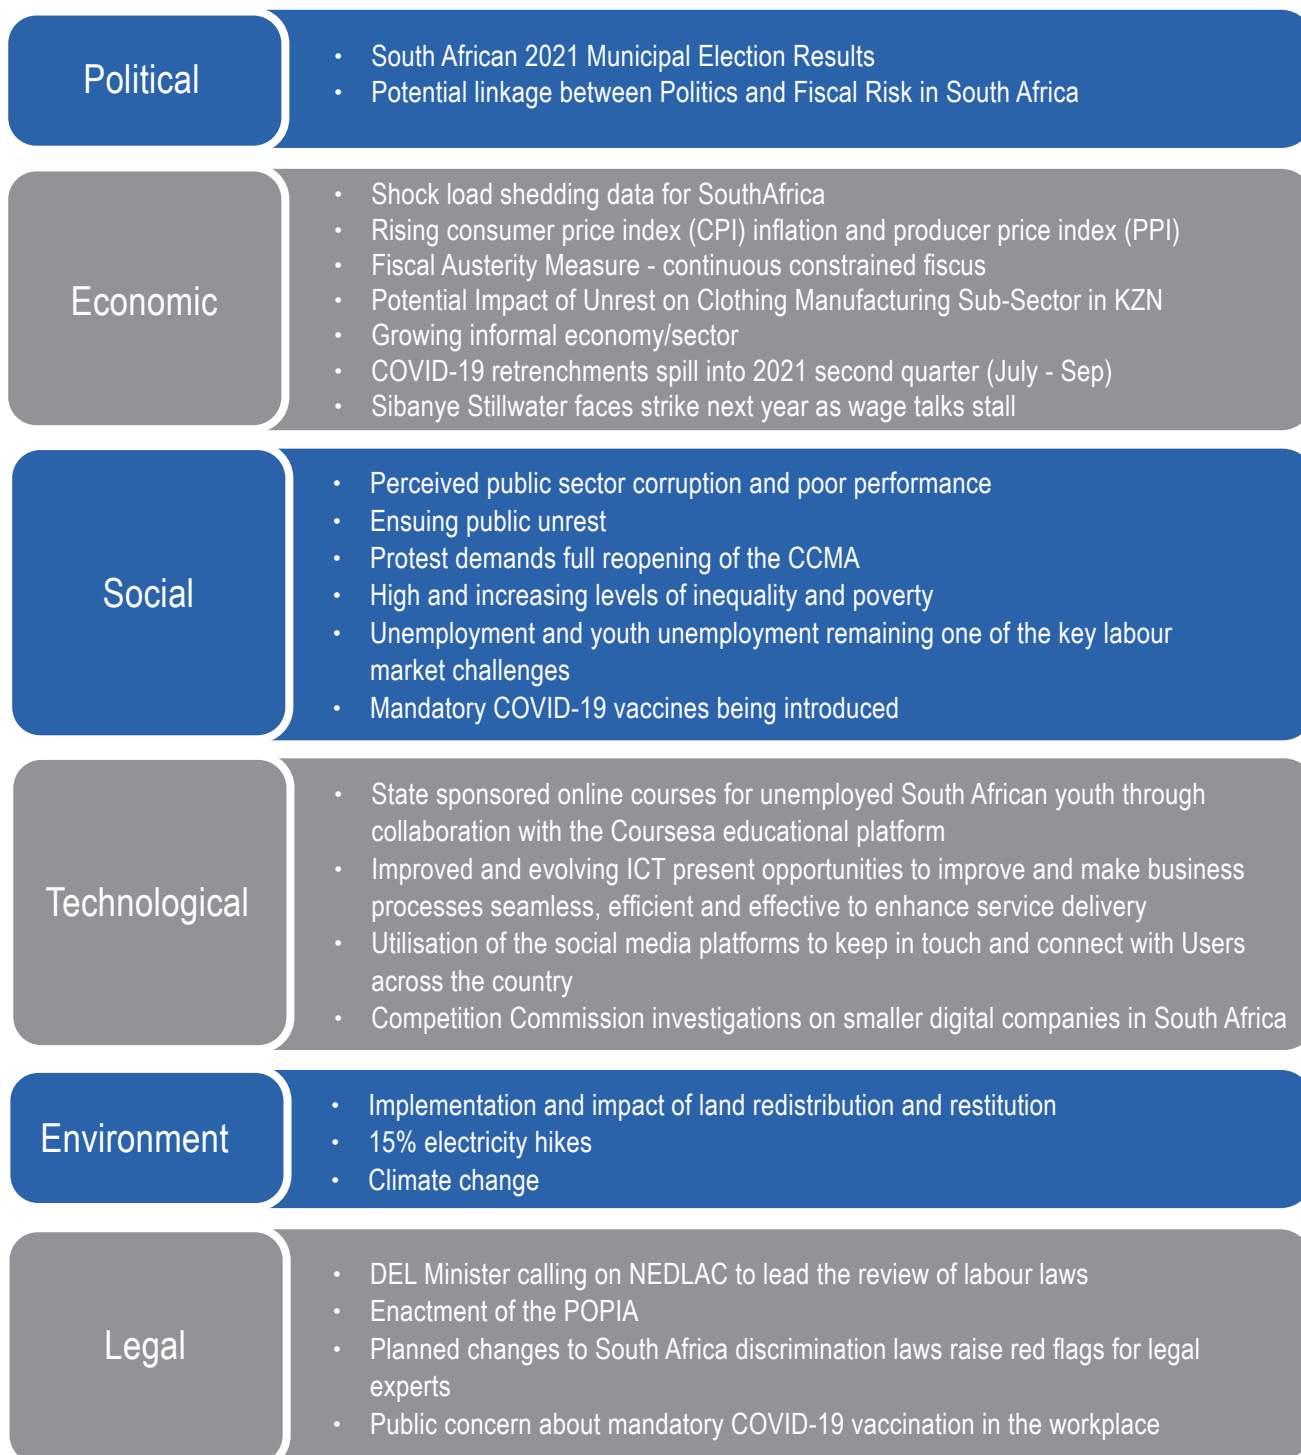 Political
• South African 2021 Municipal Election Results
• Potential linkage between Politics and Fiscal Risk in South Africa
Economic
• Shock load shedding data for SouthAfrica
• Rising consumer price index (CPI) inflation and producer price index (PPI)
• Fiscal Austerity Measure - continuous constrained fiscus
• Potential Impact of Unrest on Clothing Manufacturing Sub-Sector in KZN
• Growing informal economy/sector
• COVID-19 retrenchments spill into 2021 second quarter (July - Sep)
• Sibanye Stillwater faces strike next year as wage talks stall
Social
• Perceived public sector corruption and poor performance
• Ensuing public unrest
• Protest demands full reopening of the CCMA
• High and increasing levels of inequality and poverty
• Unemployment and youth unemployment remaining one of the key labour
market challenges
• Mandatory COVID-19 vaccines being introduced
Technological
• State sponsored online courses for unemployed South African youth through
collaboration with the Coursesa educational platform
• Improved and evolving ICT present opportunities to improve and make business
processes seamless, efficient and effective to enhance service delivery
• Utilisation of the social media platforms to keep in touch and connect with Users
across the country
• Competition Commission investigations on smaller digital companies in South Africa
Environment
• Implementation and impact of land redistribution and restitution
• 15% electricity hikes
• Climate change
Legal
• DEL Minister calling on NEDLAC to lead the review of labour laws
• Enactment of the POPIA
• Planned changes to South Africa discrimination laws raise red flags for legal
experts
• Public concern about mandatory COVID-19 vaccination in the workplace